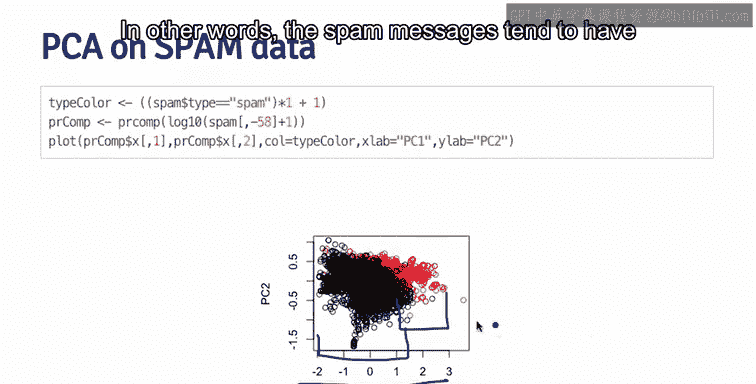 In other words, the spam messages tend to have
PCA on SPAM data
typeColor <- ((spam$type=="spam")*1 + 1)
prComp <- prcomp(log10(spam[,-58]+1))
plot(prComp$x[,1],prComp$x[,2],col=typeColor,xlab="PC1",ylab="PC2")
PC2
0.5
-0.5
-1.5
-2 -1 0 1 2 3